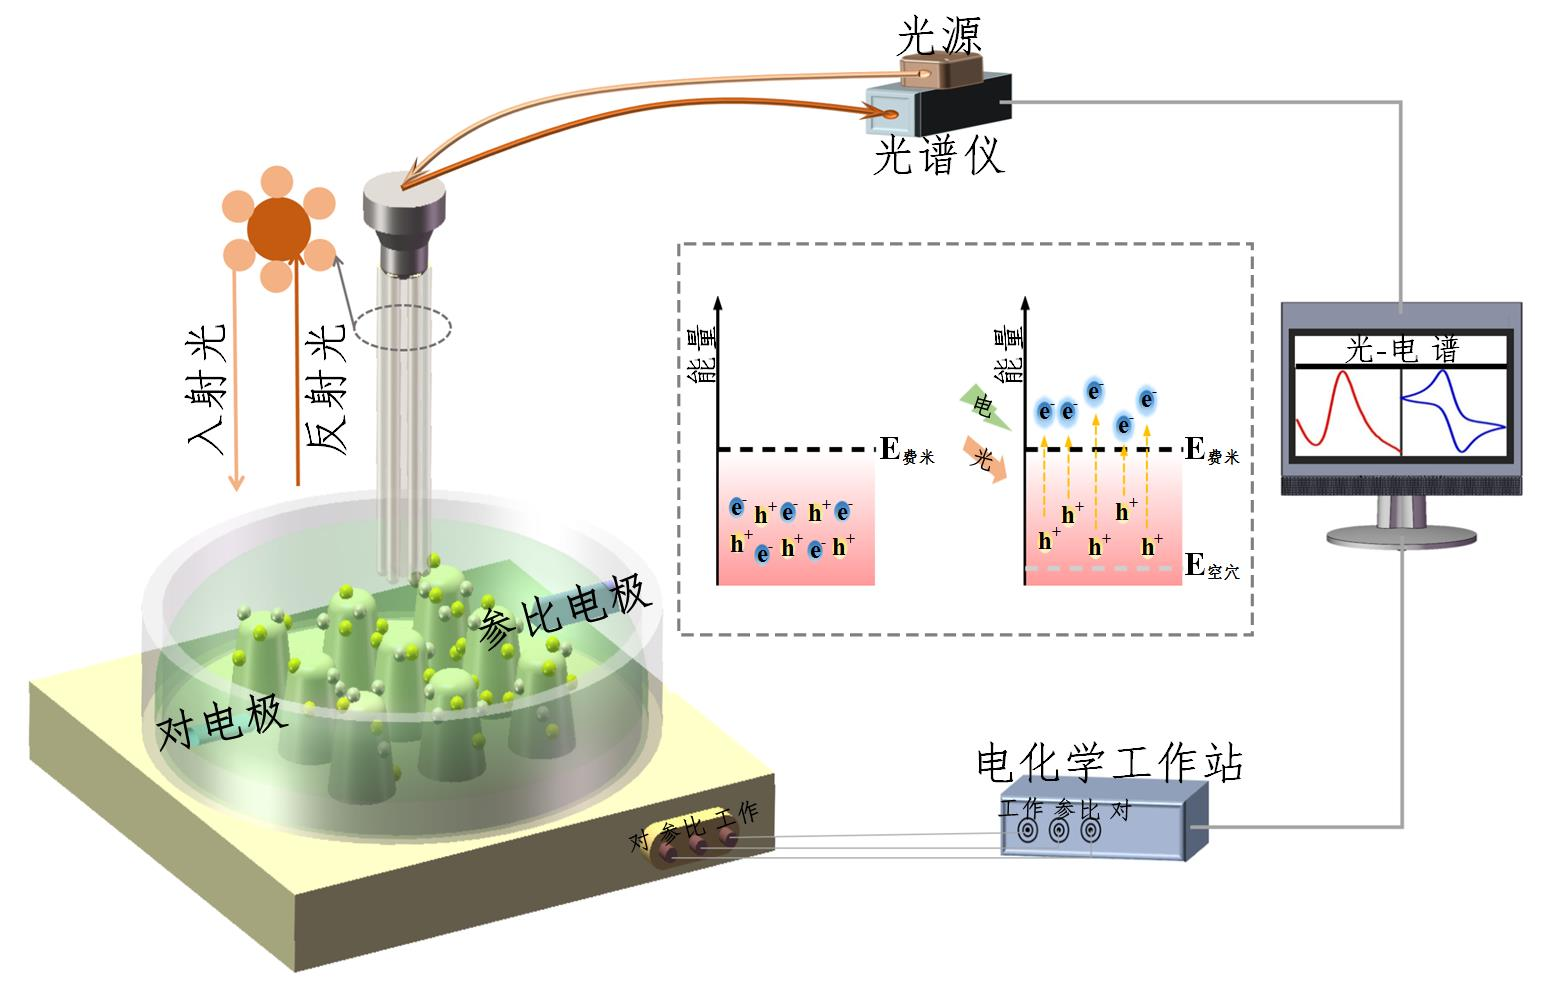 光源
光谱仪
入射光
反射光
能量
E费米
e- h+ e- h+ e-
h+ e- h+ e- h+
能量
电
光
e- e- e- e- e-
E费米
h+ h+
h+ h+ h+
E空穴
光-电 谱
参比电极
对电极
电化学工作站
工作 参比 对
对 参比 工作